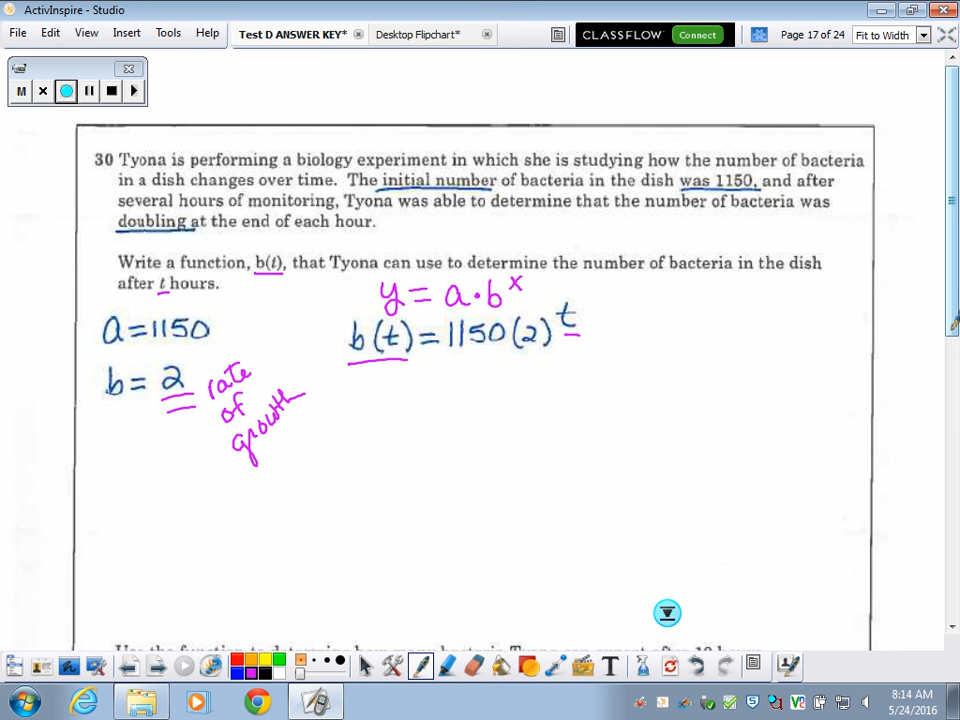 ActivInspire - Studio
File Edit View Insert Tools Help
Test D ANSWER KEY*
Desktop Flipchart*
CLASSFLOW Connect
Page 17 of 24
Fit to Width
M
30 Tyona is performing a biology experiment in which she is studying how the number of bacteria
in a dish changes over time. The initial number of bacteria in the dish was 1150, and after
several hours of monitoring, Tyona was able to determine that the number of bacteria was
doubling at the end of each hour.
Write a function, b(t), that Tyona can use to determine the number of bacteria in the dish
after t hours.
y = a·b^x
a=1150
b(t) = 1150(2)^t
b = 2
rate
of
growth
T
8:14 AM
5/24/2016